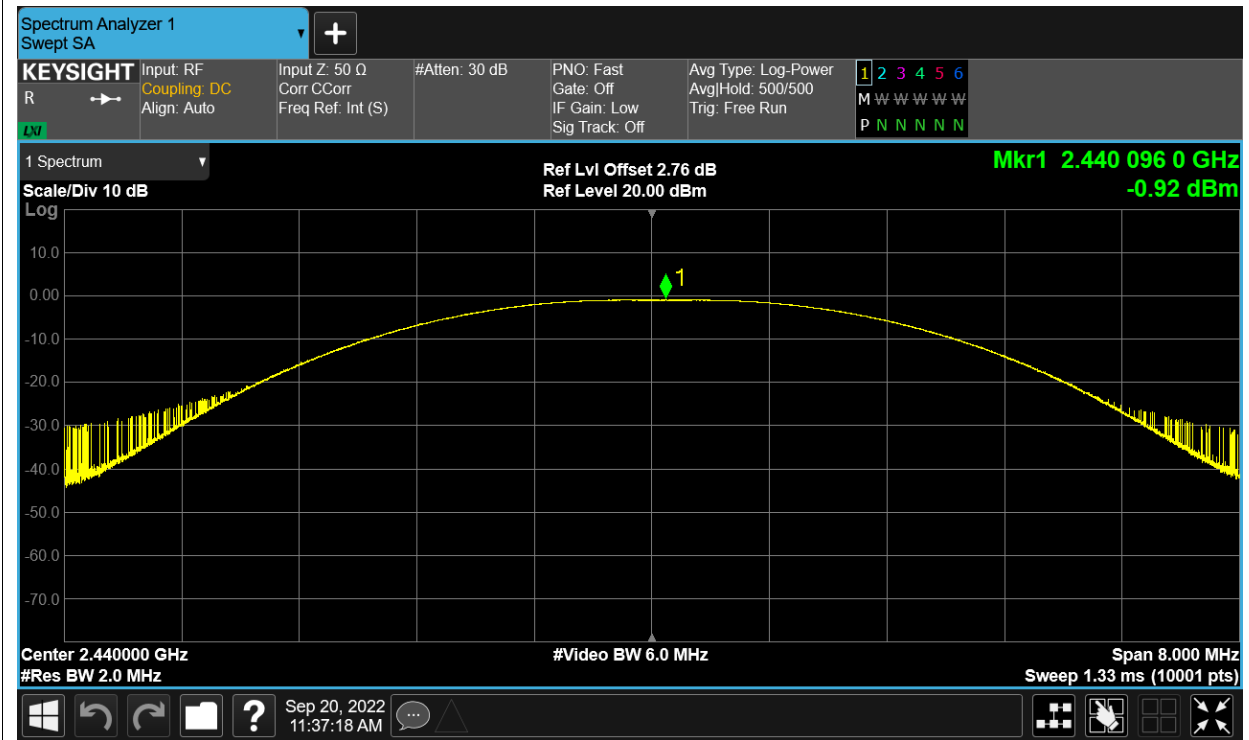 Spectrum Analyzer 1
Swept SA
+
KEYSIGHT
R
LXI
Input: RF
Coupling: DC
Align: Auto
Input Z: 50 Ω
Corr CCorr
Freq Ref: Int (S)
#Atten: 30 dB
PNO: Fast
Gate: Off
IF Gain: Low
Sig Track: Off
Avg Type: Log-Power
Avg|Hold: 500/500
Trig: Free Run
1 2 3 4 5 6
M W W W W W
P N N N N N
1 Spectrum
Scale/Div 10 dB
Ref Lvl Offset 2.76 dB
Ref Level 20.00 dBm
Mkr1 2.440 096 0 GHz
-0.92 dBm
Log
10.0
0.00
-10.0
-20.0
-30.0
-40.0
-50.0
-60.0
-70.0
1
Center 2.440000 GHz
#Res BW 2.0 MHz
#Video BW 6.0 MHz
Span 8.000 MHz
Sweep 1.33 ms (10001 pts)
?
Sep 20, 2022
11:37:18 AM